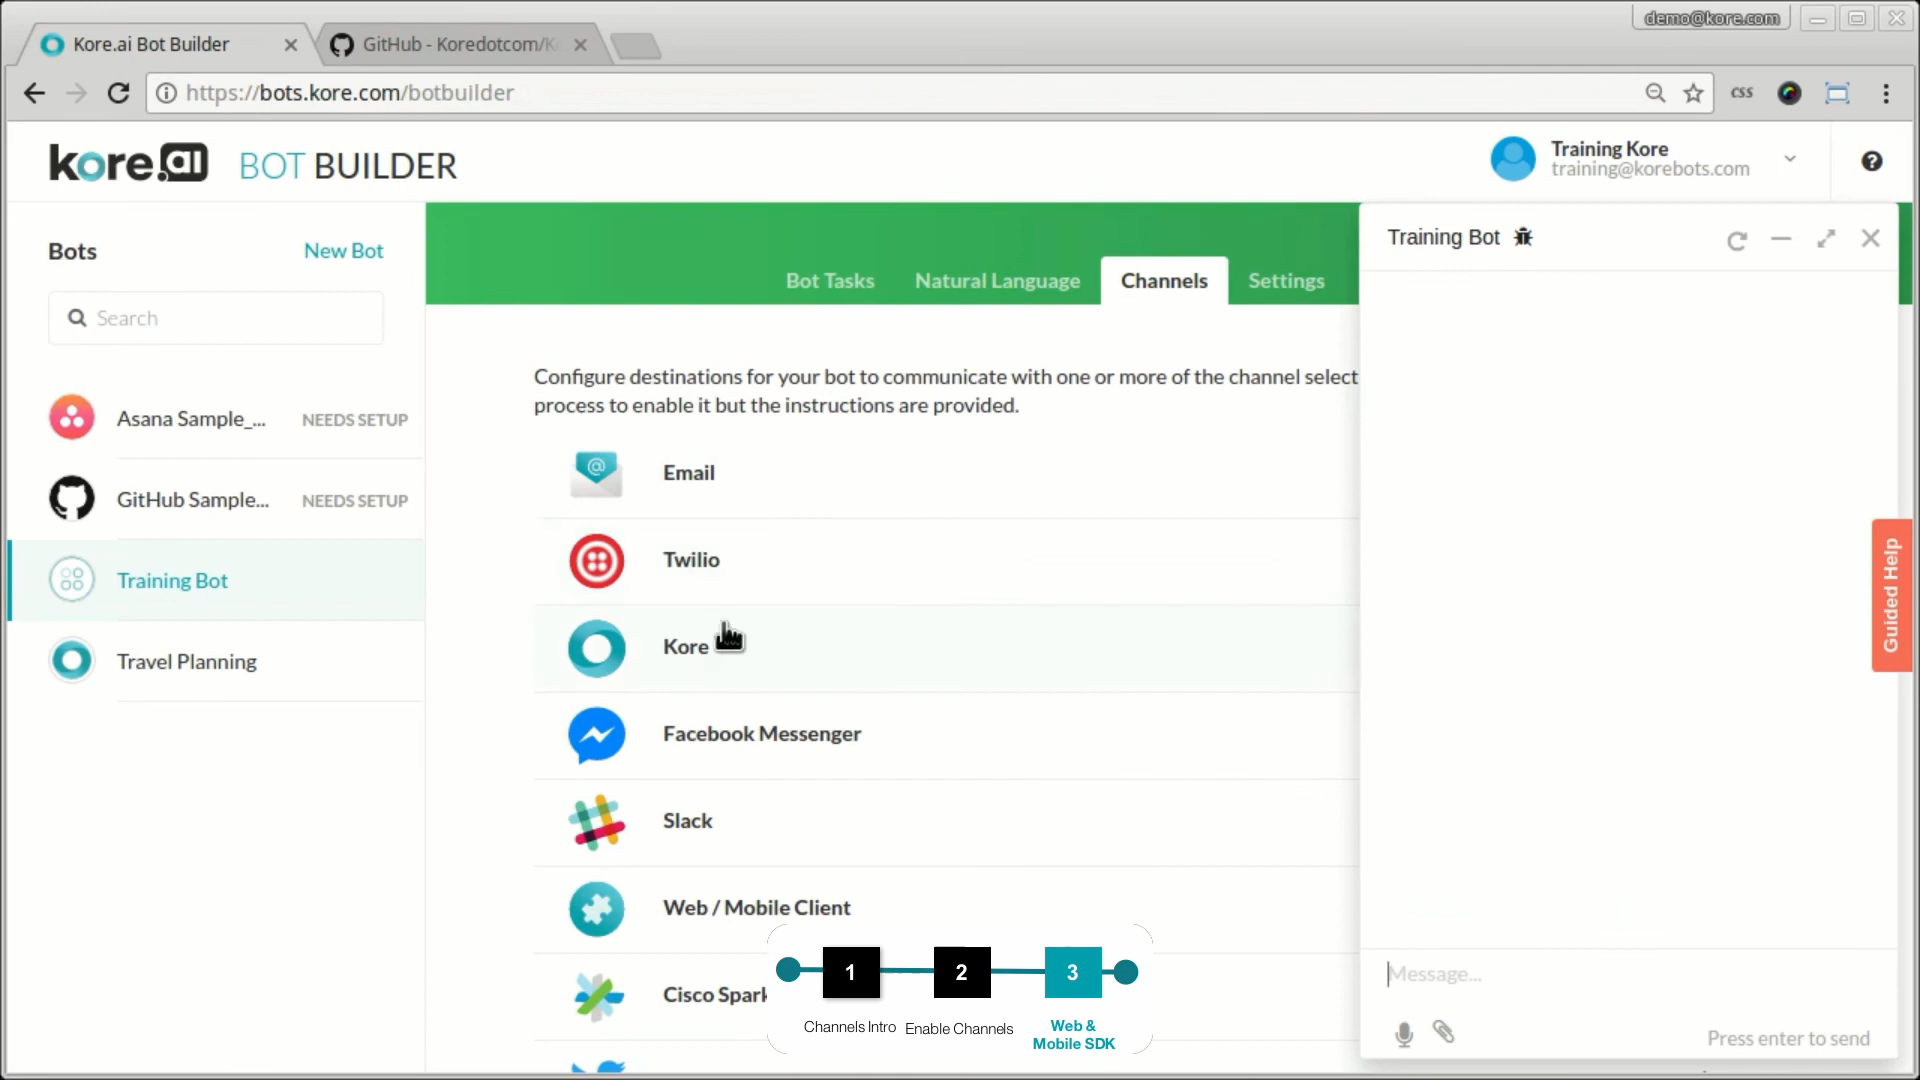 demo@kore.com
Kore.ai Bot Builder
GitHub - Koredotcom/K
https://bots.kore.com/botbuilder
css
kore.ai BOT BUILDER
Training Kore
training@korebots.com
Bots
New Bot
Search
Asana Sample_... NEEDS SETUP
GitHub Sample... NEEDS SETUP
Training Bot
Travel Planning
Bot Tasks
Natural Language
Channels
Settings
Configure destinations for your bot to communicate with one or more of the channel select
process to enable it but the instructions are provided.
Email
Twilio
Kore
Facebook Messenger
Slack
Web / Mobile Client
Cisco Spark
1
2
3
Channels Intro
Enable Channels
Web &
Mobile SDK
Training Bot
Guided Help
Message...
Press enter to send